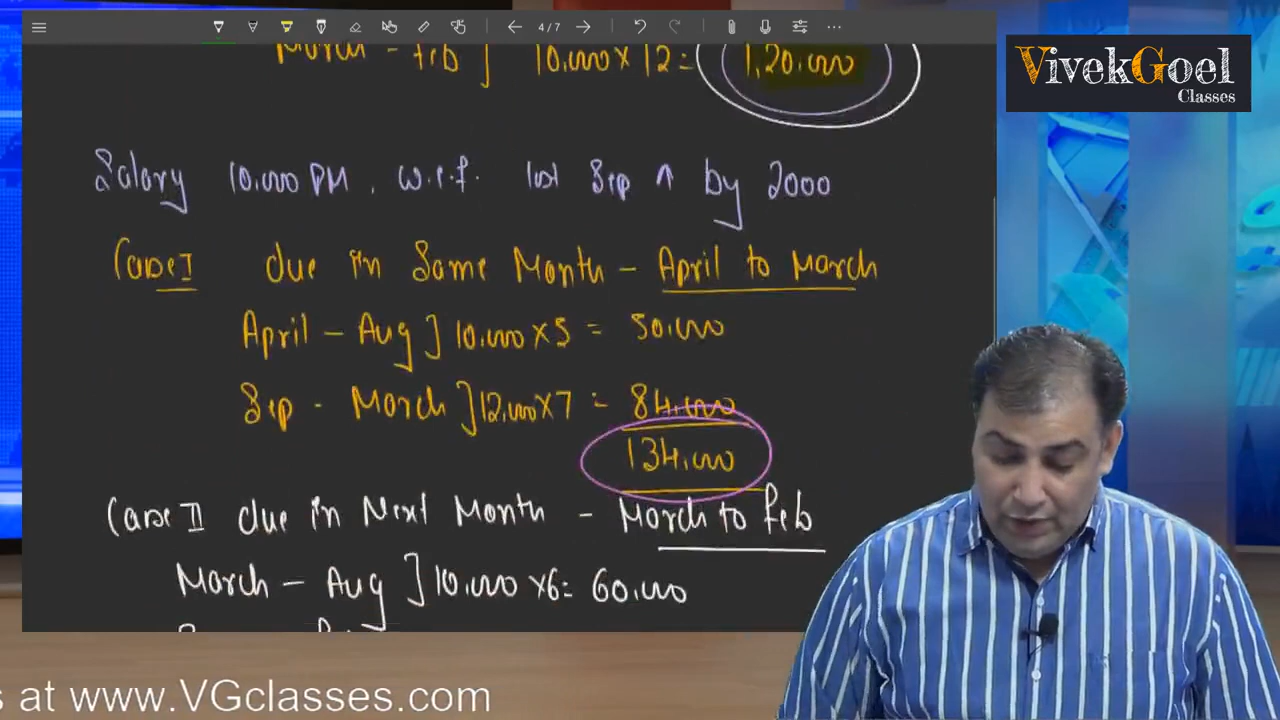 4/7
VivekGoel
Classes
March - Feb ] 10,000 x 12 = 1,20,000
Salary 10,000 PM, w.e.f. 1st Sep ↑ by 2000
Case I due in Same Month - April to March
April - Aug ] 10,000 x 5 = 50,000
Sep - March ] 12,000 x 7 = 84,000
134,000
Case II due in Next Month - March to Feb
March - Aug ] 10,000 x 6 = 60,000
s at www.VGclasses.com